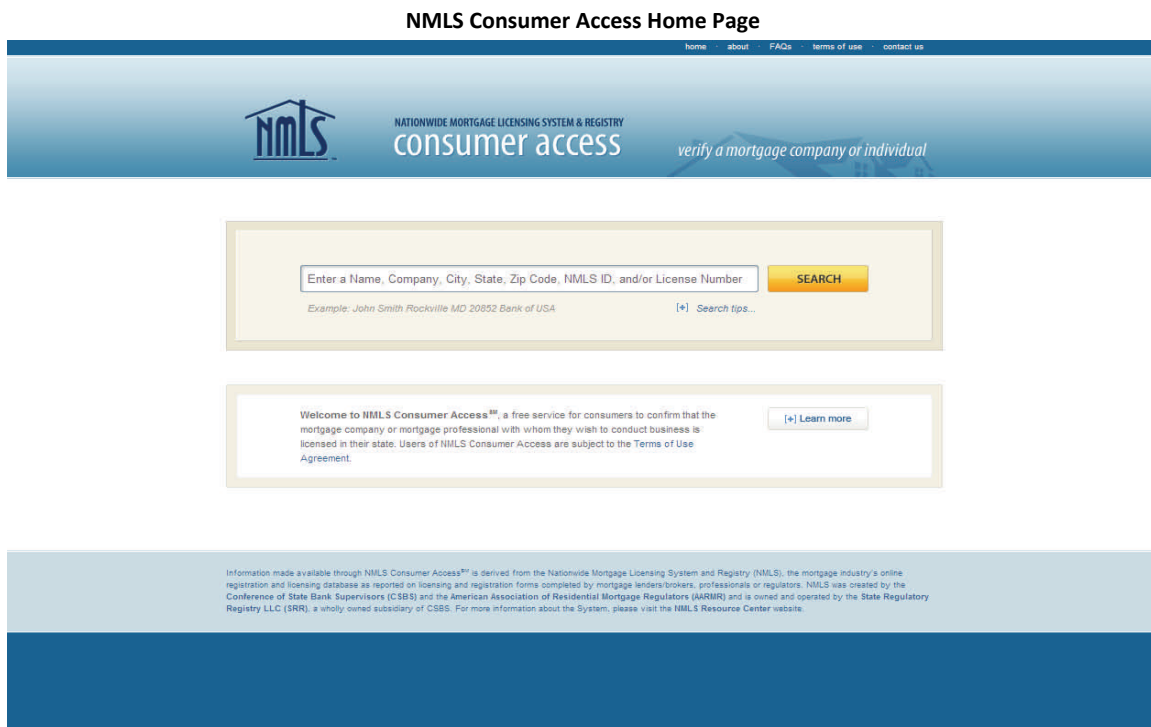 NMLS Consumer Access Home Page
home · about · FAQs · terms of use · contact us
NMLS™
NATIONWIDE MORTGAGE LICENSING SYSTEM & REGISTRY
consumer access
verify a mortgage company or individual
Enter a Name, Company, City, State, Zip Code, NMLS ID, and/or License Number
SEARCH
Example: John Smith Rockville MD 20852 Bank of USA
[+] Search tips...
Welcome to NMLS Consumer Access℠, a free service for consumers to confirm that the
mortgage company or mortgage professional with whom they wish to conduct business is
licensed in their state. Users of NMLS Consumer Access are subject to the Terms of Use
Agreement.
[+] Learn more
Information made available through NMLS Consumer Access℠ is derived from the Nationwide Mortgage Licensing System and Registry (NMLS), the mortgage industry's online
registration and licensing database as reported on licensing and registration forms completed by mortgage lenders/brokers, professionals or regulators. NMLS was created by the
Conference of State Bank Supervisors (CSBS) and the American Association of Residential Mortgage Regulators (AARMR) and is owned and operated by the State Regulatory
Registry LLC (SRR), a wholly owned subsidiary of CSBS. For more information about the System, please visit the NMLS Resource Center website.